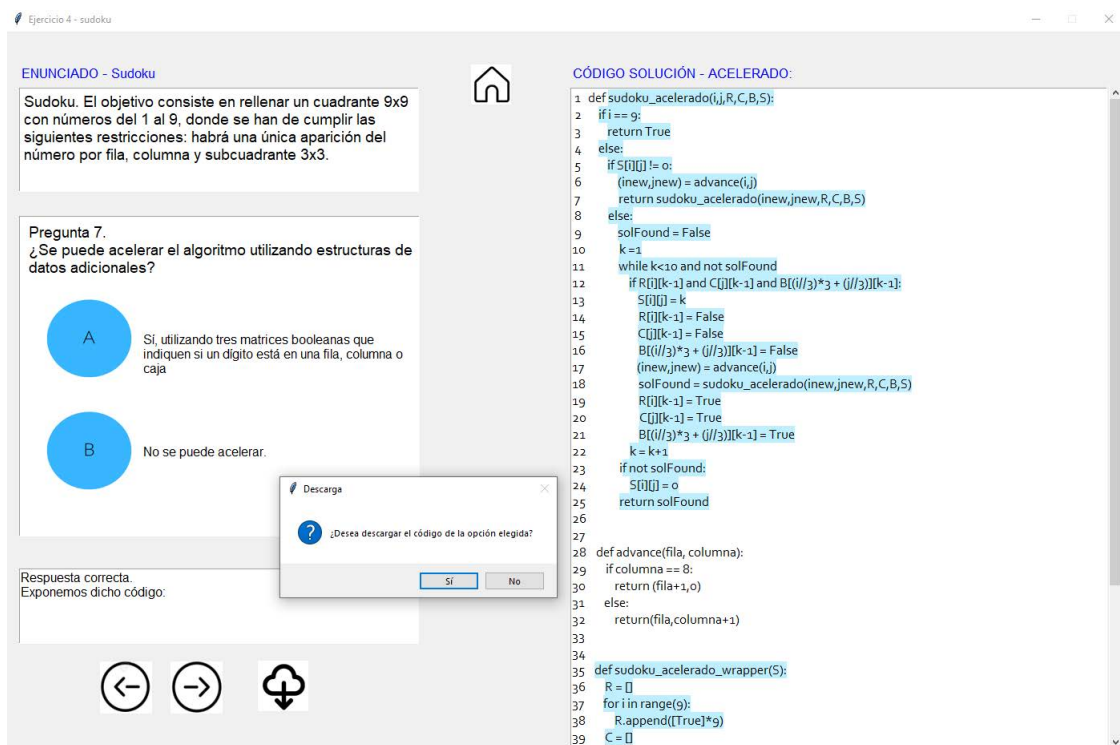 Ejercicio 4 - sudoku
ENUNCIADO - Sudoku
Sudoku. El objetivo consiste en rellenar un cuadrante 9x9
con números del 1 al 9, donde se han de cumplir las
siguientes restricciones: habrá una única aparición del
número por fila, columna y subcuadrante 3x3.
Pregunta 7.
¿Se puede acelerar el algoritmo utilizando estructuras de
datos adicionales?
A
Sí, utilizando tres matrices booleanas que
indiquen si un dígito está en una fila, columna o
caja
B
No se puede acelerar.
Descarga
¿Desea descargar el código de la opción elegida?
Sí
No
Respuesta correcta.
Exponemos dicho código:
CÓDIGO SOLUCIÓN - ACELERADO:
1 def sudoku_acelerado(i,j,R,C,B,S):
2 if i == 9:
3 return True
4 else:
5 if S[i][j] != 0:
6 (inew,jnew) = advance(i,j)
7 return sudoku_acelerado(inew,jnew,R,C,B,S)
8 else:
9 solFound = False
10 k =1
11 while k<10 and not solFound
12 if R[i][k-1] and C[j][k-1] and B[(i//3)*3 + (j//3)][k-1]:
13 S[i][j] = k
14 R[i][k-1] = False
15 C[j][k-1] = False
16 B[(i//3)*3 + (j//3)][k-1] = False
17 (inew,jnew) = advance(i,j)
18 solFound = sudoku_acelerado(inew,jnew,R,C,B,S)
19 R[i][k-1] = True
20 C[j][k-1] = True
21 B[(i//3)*3 + (j//3)][k-1] = True
22 k = k+1
23 if not solFound:
24 S[i][j] = 0
25 return solFound
26
27
28 def advance(fila, columna):
29 if columna == 8:
30 return (fila+1,0)
31 else:
32 return(fila,columna+1)
33
34
35 def sudoku_acelerado_wrapper(S):
36 R = []
37 for i in range(9):
38 R.append([True]*9)
39 C = []